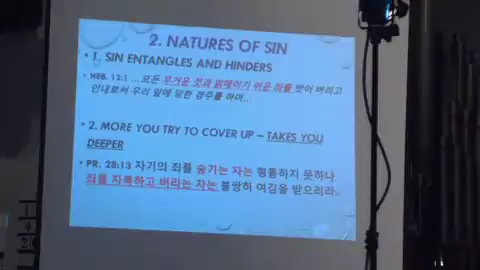 2. NATURES OF SIN
• 1. SIN ENTANGLES AND HINDERS
• HEB. 12:1 ...모든 무거운 것과 얽매이기 쉬운 죄를 벗어 버리고
인내로써 우리 앞에 당한 경주를 하며...
• 2. MORE YOU TRY TO COVER UP – TAKES YOU
DEEPER
• PR. 28:13 자기의 죄를 숨기는 자는 형통하지 못하나
죄를 자복하고 버리는 자는 불쌍히 여김을 받으리라.